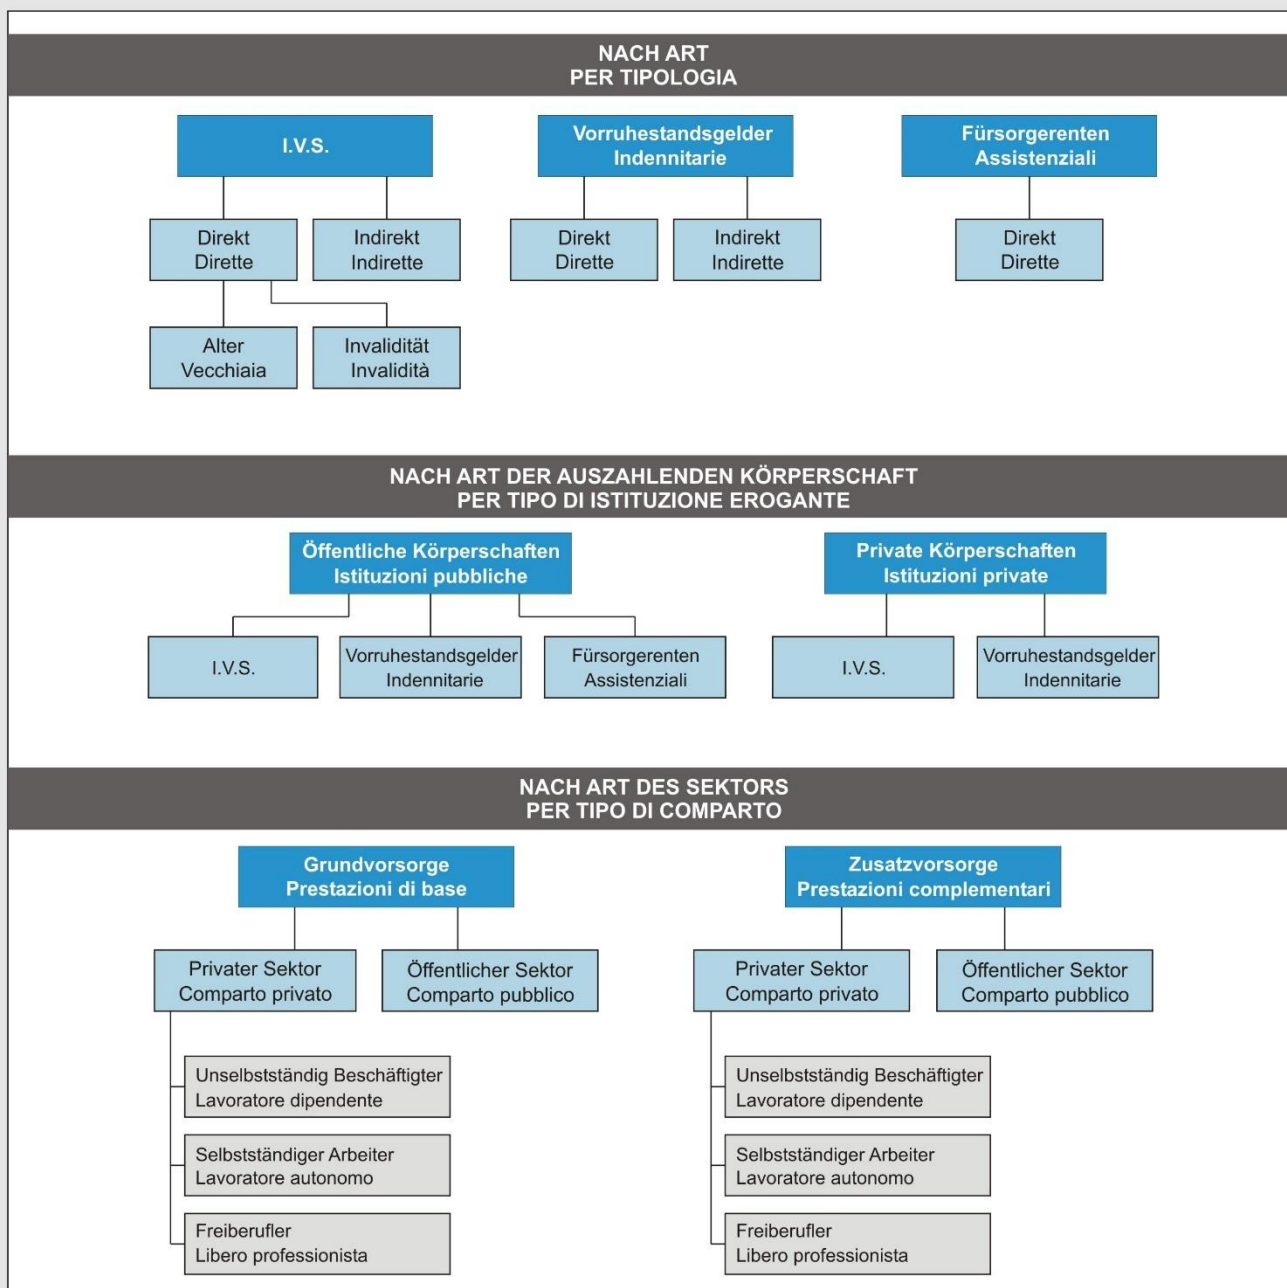 NACH ART
PER TIPOLOGIA
I.V.S.
Vorruhestandsgelder
Indennitarie
Fürsorgerenten
Assistenziali
Direkt
Dirette
Indirekt
Indirette
Direkt
Dirette
Indirekt
Indirette
Direkt
Dirette
Alter
Vecchiaia
Invalidität
Invalidità
NACH ART DER AUSZAHLENDEN KÖRPERSCHAFT
PER TIPO DI ISTITUZIONE EROGANTE
Öffentliche Körperschaften
Istituzioni pubbliche
Private Körperschaften
Istituzioni private
I.V.S.
Vorruhestandsgelder
Indennitarie
Fürsorgerenten
Assistenziali
I.V.S.
Vorruhestandsgelder
Indennitarie
NACH ART DES SEKTORS
PER TIPO DI COMPARTO
Grundvorsorge
Prestazioni di base
Zusatzvorsorge
Prestazioni complementari
Privater Sektor
Comparto privato
Öffentlicher Sektor
Comparto pubblico
Privater Sektor
Comparto privato
Öffentlicher Sektor
Comparto pubblico
Unselbstständig Beschäftigter
Lavoratore dipendente
Selbstständiger Arbeiter
Lavoratore autonomo
Freiberufler
Libero professionista
Unselbstständig Beschäftigter
Lavoratore dipendente
Selbstständiger Arbeiter
Lavoratore autonomo
Freiberufler
Libero professionista